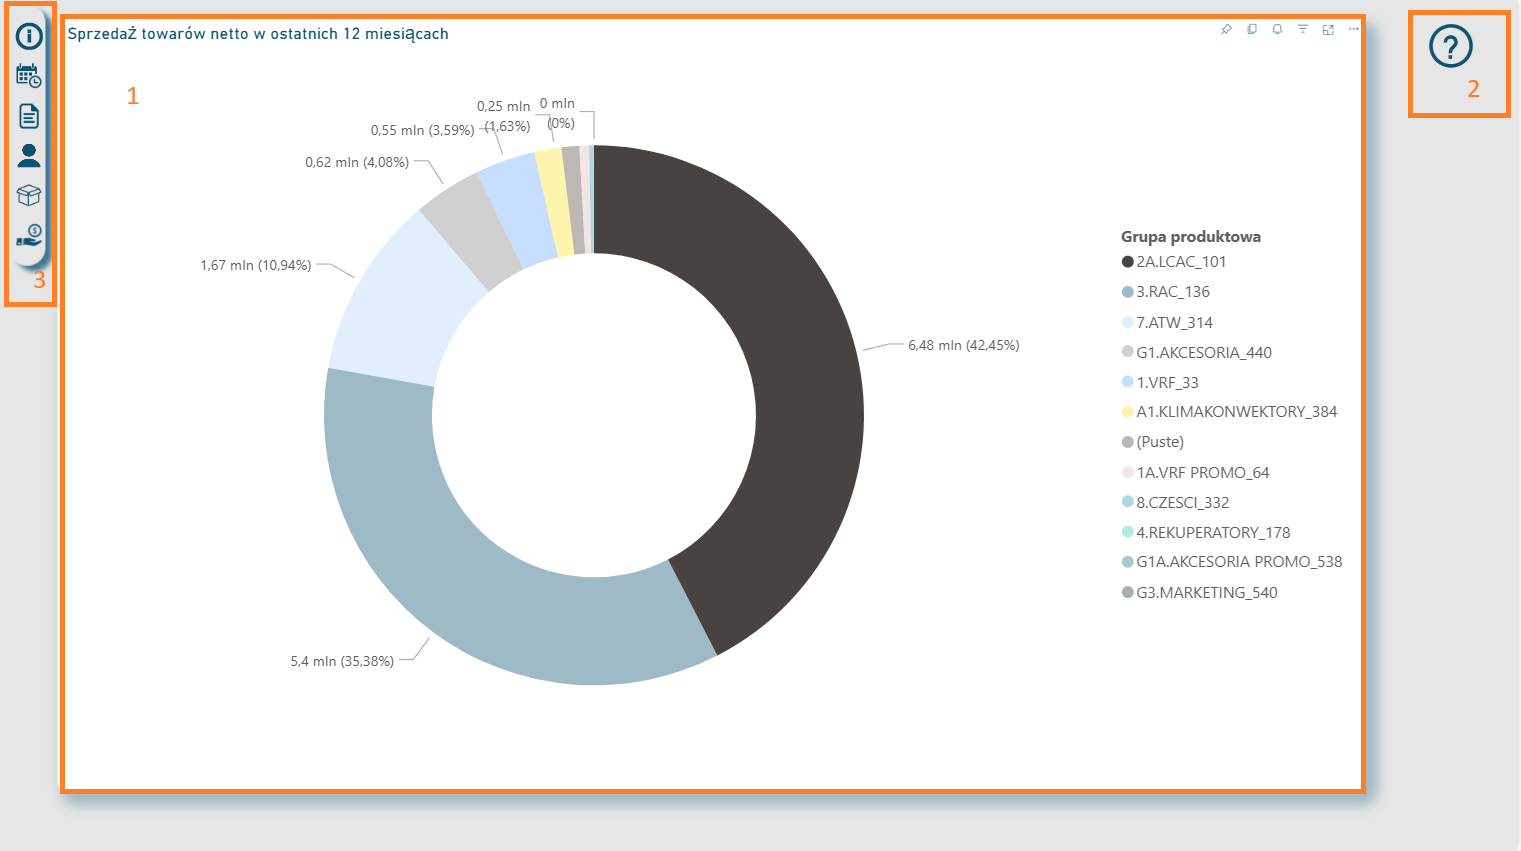 Sprzedaż towarów netto w ostatnich 12 miesiącach
1
2
3
0,25 mln
(1,63%)
0 mln
(0%)
0,55 mln (3,59%)
0,62 mln (4,08%)
1,67 mln (10,94%)
6,48 mln (42,45%)
5,4 mln (35,38%)
Grupa produktowa
2A.LCAC_101
3.RAC_136
7.ATW_314
G1.AKCESORIA_440
1.VRF_33
A1.KLIMAKONWEKTORY_384
(Puste)
1A.VRF PROMO_64
8.CZESCI_332
4.REKUPERATORY_178
G1A.AKCESORIA PROMO_538
G3.MARKETING_540